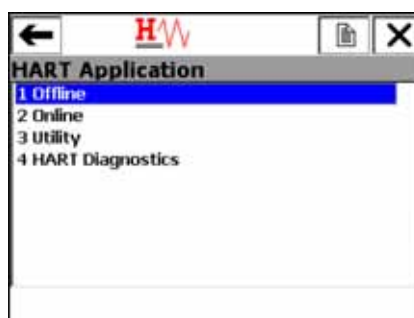 H
HART Application
1 Offline
2 Online
3 Utility
4 HART Diagnostics